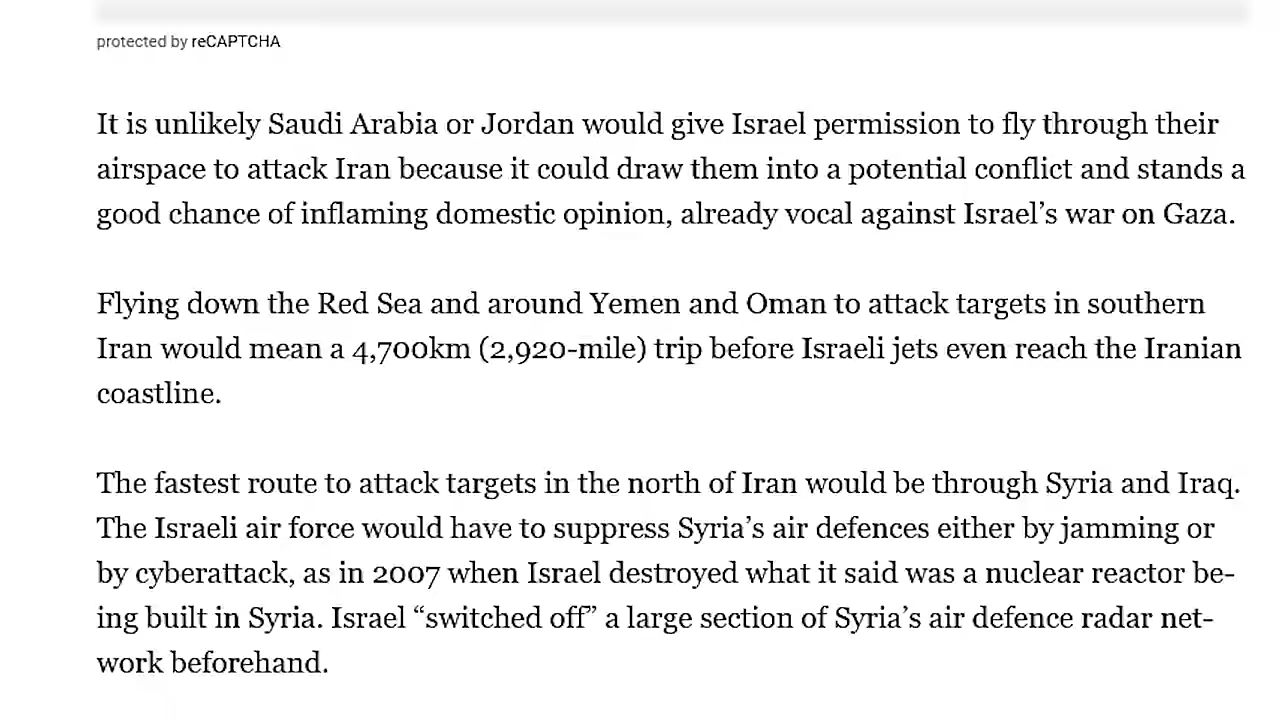 protected by reCAPTCHA
It is unlikely Saudi Arabia or Jordan would give Israel permission to fly through their
airspace to attack Iran because it could draw them into a potential conflict and stands a
good chance of inflaming domestic opinion, already vocal against Israel’s war on Gaza.
Flying down the Red Sea and around Yemen and Oman to attack targets in southern
Iran would mean a 4,700km (2,920-mile) trip before Israeli jets even reach the Iranian
coastline.
The fastest route to attack targets in the north of Iran would be through Syria and Iraq.
The Israeli air force would have to suppress Syria’s air defences either by jamming or
by cyberattack, as in 2007 when Israel destroyed what it said was a nuclear reactor be-
ing built in Syria. Israel “switched off” a large section of Syria’s air defence radar net-
work beforehand.